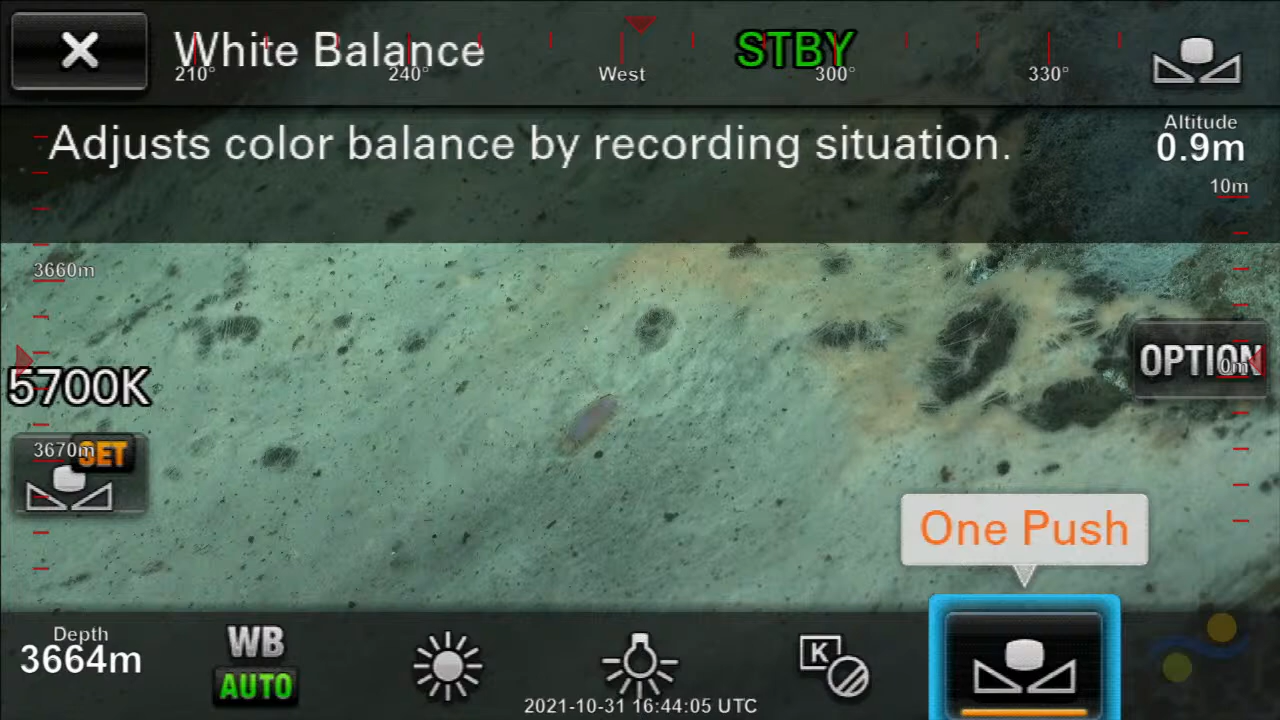 White Balance
STBY
210°
240°
West
300°
330°
Adjusts color balance by recording situation.
Altitude
0.9m
10m
3660m
5700K
OPTION
0m
3670m
SET
One Push
Depth
3664m
WB
AUTO
K
2021-10-31 16:44:05 UTC